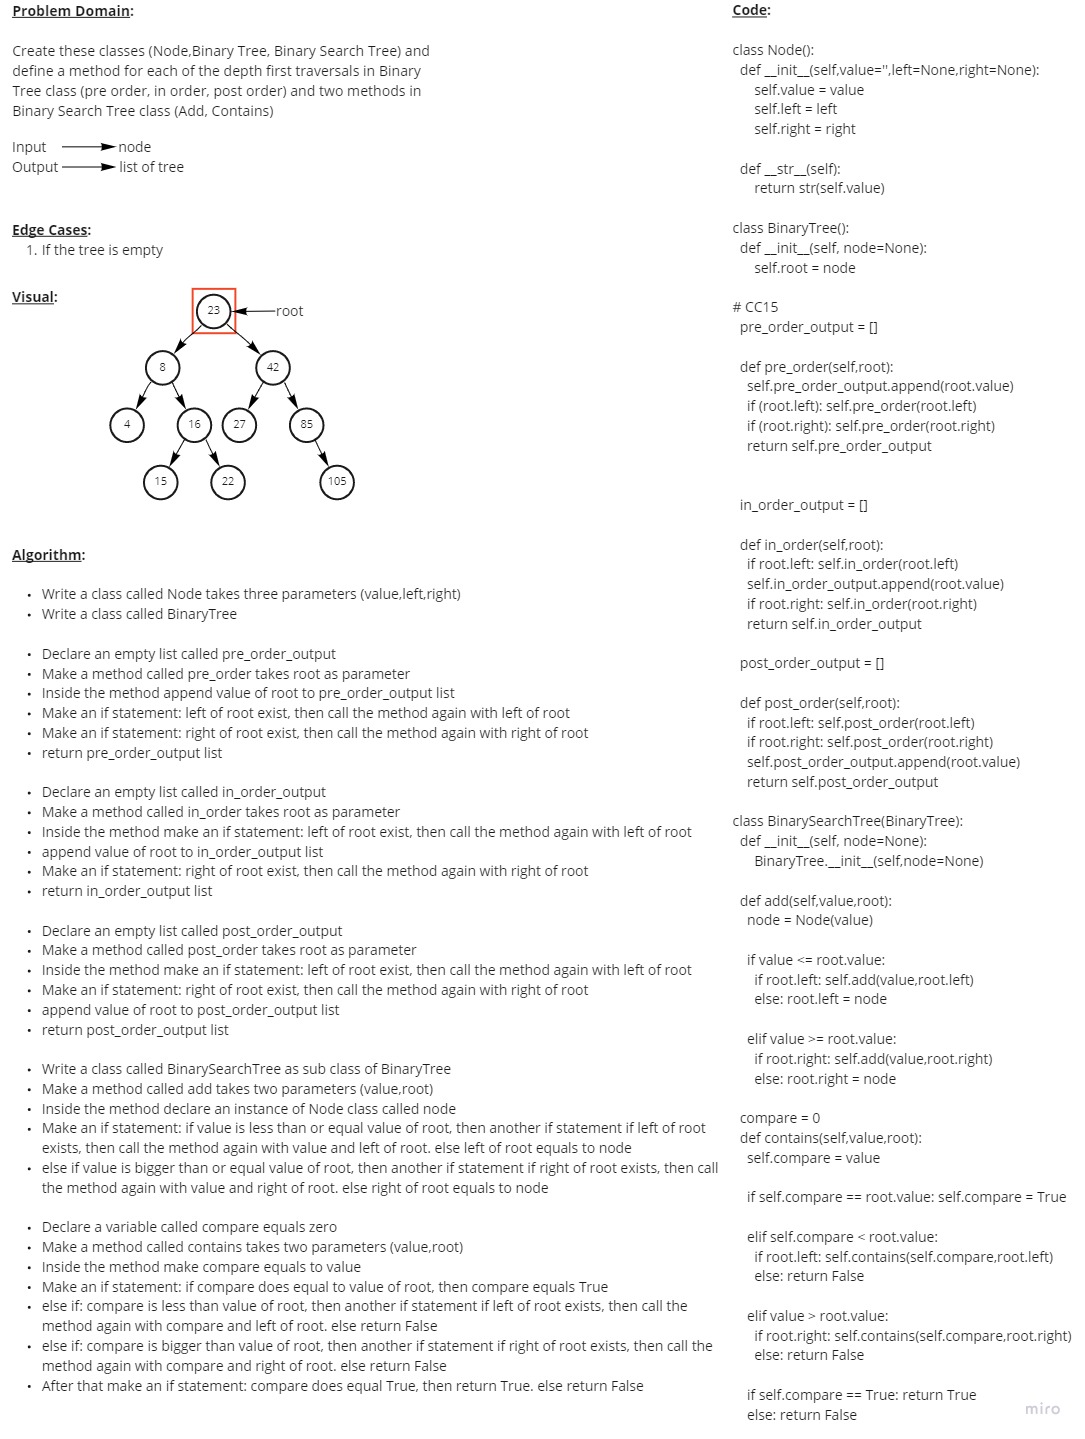 Problem Domain:
Create these classes (Node,Binary Tree, Binary Search Tree) and
define a method for each of the depth first traversals in Binary
Tree class (pre order, in order, post order) and two methods in
Binary Search Tree class (Add, Contains)
Input node
Output list of tree
Edge Cases:
1. If the tree is empty
Visual:
23
root
8
42
4
16
27
85
15
22
105
Algorithm:
• Write a class called Node takes three parameters (value,left,right)
• Write a class called BinaryTree
• Declare an empty list called pre_order_output
• Make a method called pre_order takes root as parameter
• Inside the method append value of root to pre_order_output list
• Make an if statement: left of root exist, then call the method again with left of root
• Make an if statement: right of root exist, then call the method again with right of root
• return pre_order_output list
• Declare an empty list called in_order_output
• Make a method called in_order takes root as parameter
• Inside the method make an if statement: left of root exist, then call the method again with left of root
• append value of root to in_order_output list
• Make an if statement: right of root exist, then call the method again with right of root
• return in_order_output list
• Declare an empty list called post_order_output
• Make a method called post_order takes root as parameter
• Inside the method make an if statement: left of root exist, then call the method again with left of root
• Make an if statement: right of root exist, then call the method again with right of root
• append value of root to post_order_output list
• return post_order_output list
• Write a class called BinarySearchTree as sub class of BinaryTree
• Make a method called add takes two parameters (value,root)
• Inside the method declare an instance of Node class called node
• Make an if statement: if value is less than or equal value of root, then another if statement if left of root
exists, then call the method again with value and left of root. else left of root equals to node
• else if value is bigger than or equal value of root, then another if statement if right of root exists, then call
the method again with value and right of root. else right of root equals to node
• Declare a variable called compare equals zero
• Make a method called contains takes two parameters (value,root)
• Inside the method make compare equals to value
• Make an if statement: if compare does equal to value of root, then compare equals True
• else if: compare is less than value of root, then another if statement if left of root exists, then call the
method again with compare and left of root. else return False
• else if: compare is bigger than value of root, then another if statement if right of root exists, then call the
method again with compare and right of root. else return False
• After that make an if statement: compare does equal True, then return True. else return False
Code:
class Node():
def __init__(self,value='',left=None,right=None):
self.value = value
self.left = left
self.right = right
def __str__(self):
return str(self.value)
class BinaryTree():
def __init__(self, node=None):
self.root = node
# CC15
pre_order_output = []
def pre_order(self,root):
self.pre_order_output.append(root.value)
if (root.left): self.pre_order(root.left)
if (root.right): self.pre_order(root.right)
return self.pre_order_output
in_order_output = []
def in_order(self,root):
if root.left: self.in_order(root.left)
self.in_order_output.append(root.value)
if root.right: self.in_order(root.right)
return self.in_order_output
post_order_output = []
def post_order(self,root):
if root.left: self.post_order(root.left)
if root.right: self.post_order(root.right)
self.post_order_output.append(root.value)
return self.post_order_output
class BinarySearchTree(BinaryTree):
def __init__(self, node=None):
BinaryTree.__init__(self,node=None)
def add(self,value,root):
node = Node(value)
if value <= root.value:
if root.left: self.add(value,root.left)
else: root.left = node
elif value >= root.value:
if root.right: self.add(value,root.right)
else: root.right = node
compare = 0
def contains(self,value,root):
self.compare = value
if self.compare == root.value: self.compare = True
elif self.compare < root.value:
if root.left: self.contains(self.compare,root.left)
else: return False
elif value > root.value:
if root.right: self.contains(self.compare,root.right)
else: return False
if self.compare == True: return True
else: return False
miro